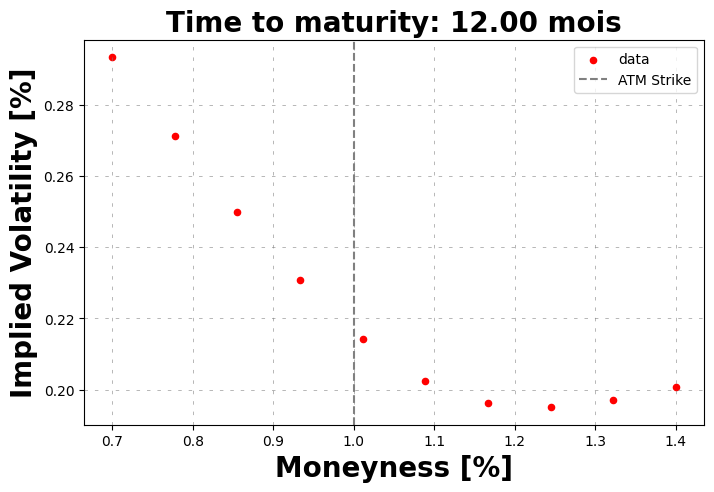 Time to maturity: 12.00 mois
data
ATM Strike
Implied Volatility [%]
0.28
0.26
0.24
0.22
0.20
0.7 0.8 0.9 1.0 1.1 1.2 1.3 1.4
Moneyness [%]